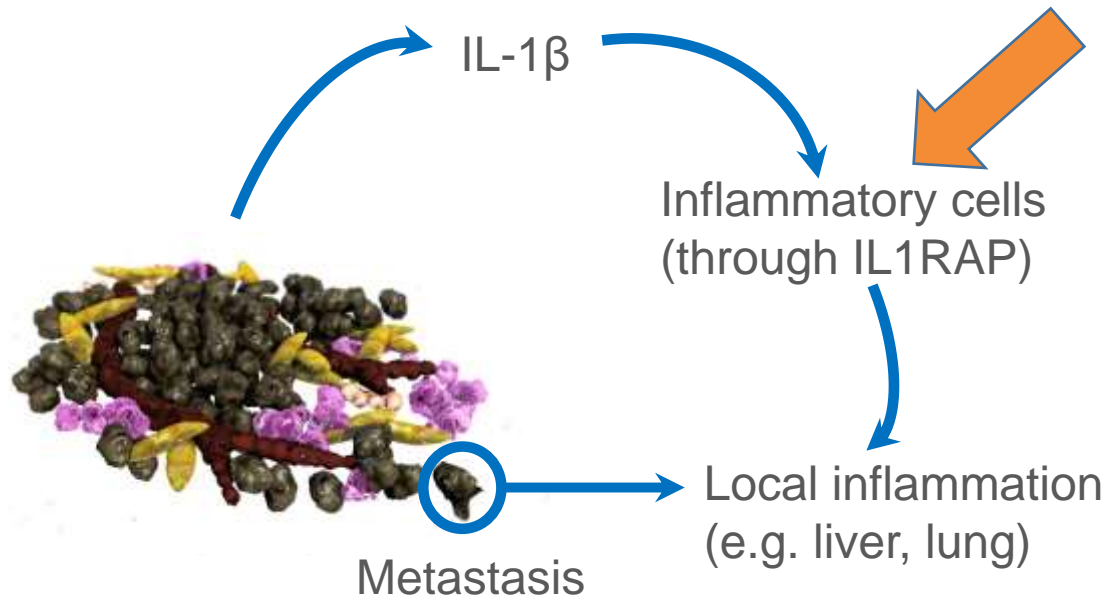 IL-1β
Inflammatory cells
(through IL1RAP)
Local inflammation
(e.g. liver, lung)
Metastasis